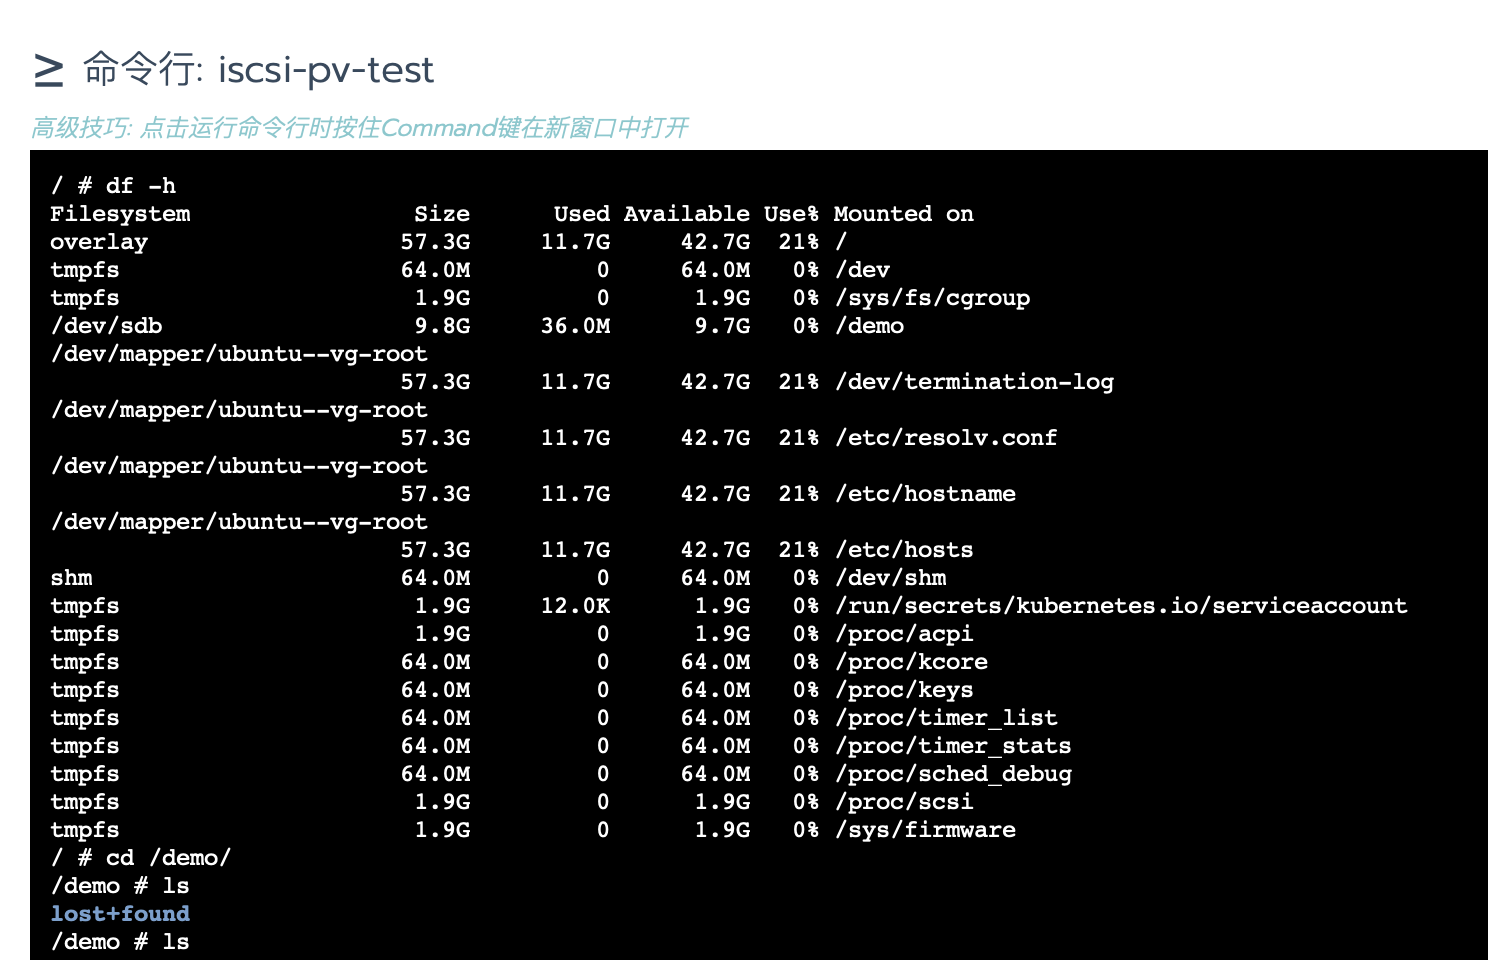 ≥ 命令行: iscsi-pv-test
高级技巧: 点击运行命令行时按住Command键在新窗口中打开
/ # df -h
Filesystem                Size      Used Available Use% Mounted on
overlay                  57.3G     11.7G     42.7G  21% /
tmpfs                    64.0M         0     64.0M   0% /dev
tmpfs                     1.9G         0      1.9G   0% /sys/fs/cgroup
/dev/sdb                  9.8G     36.0M      9.7G   0% /demo
/dev/mapper/ubuntu--vg-root
                         57.3G     11.7G     42.7G  21% /dev/termination-log
/dev/mapper/ubuntu--vg-root
                         57.3G     11.7G     42.7G  21% /etc/resolv.conf
/dev/mapper/ubuntu--vg-root
                         57.3G     11.7G     42.7G  21% /etc/hostname
/dev/mapper/ubuntu--vg-root
                         57.3G     11.7G     42.7G  21% /etc/hosts
shm                      64.0M         0     64.0M   0% /dev/shm
tmpfs                     1.9G     12.0K      1.9G   0% /run/secrets/kubernetes.io/serviceaccount
tmpfs                     1.9G         0      1.9G   0% /proc/acpi
tmpfs                    64.0M         0     64.0M   0% /proc/kcore
tmpfs                    64.0M         0     64.0M   0% /proc/keys
tmpfs                    64.0M         0     64.0M   0% /proc/timer_list
tmpfs                    64.0M         0     64.0M   0% /proc/timer_stats
tmpfs                    64.0M         0     64.0M   0% /proc/sched_debug
tmpfs                     1.9G         0      1.9G   0% /proc/scsi
tmpfs                     1.9G         0      1.9G   0% /sys/firmware
/ # cd /demo/
/demo # ls
lost+found
/demo # ls